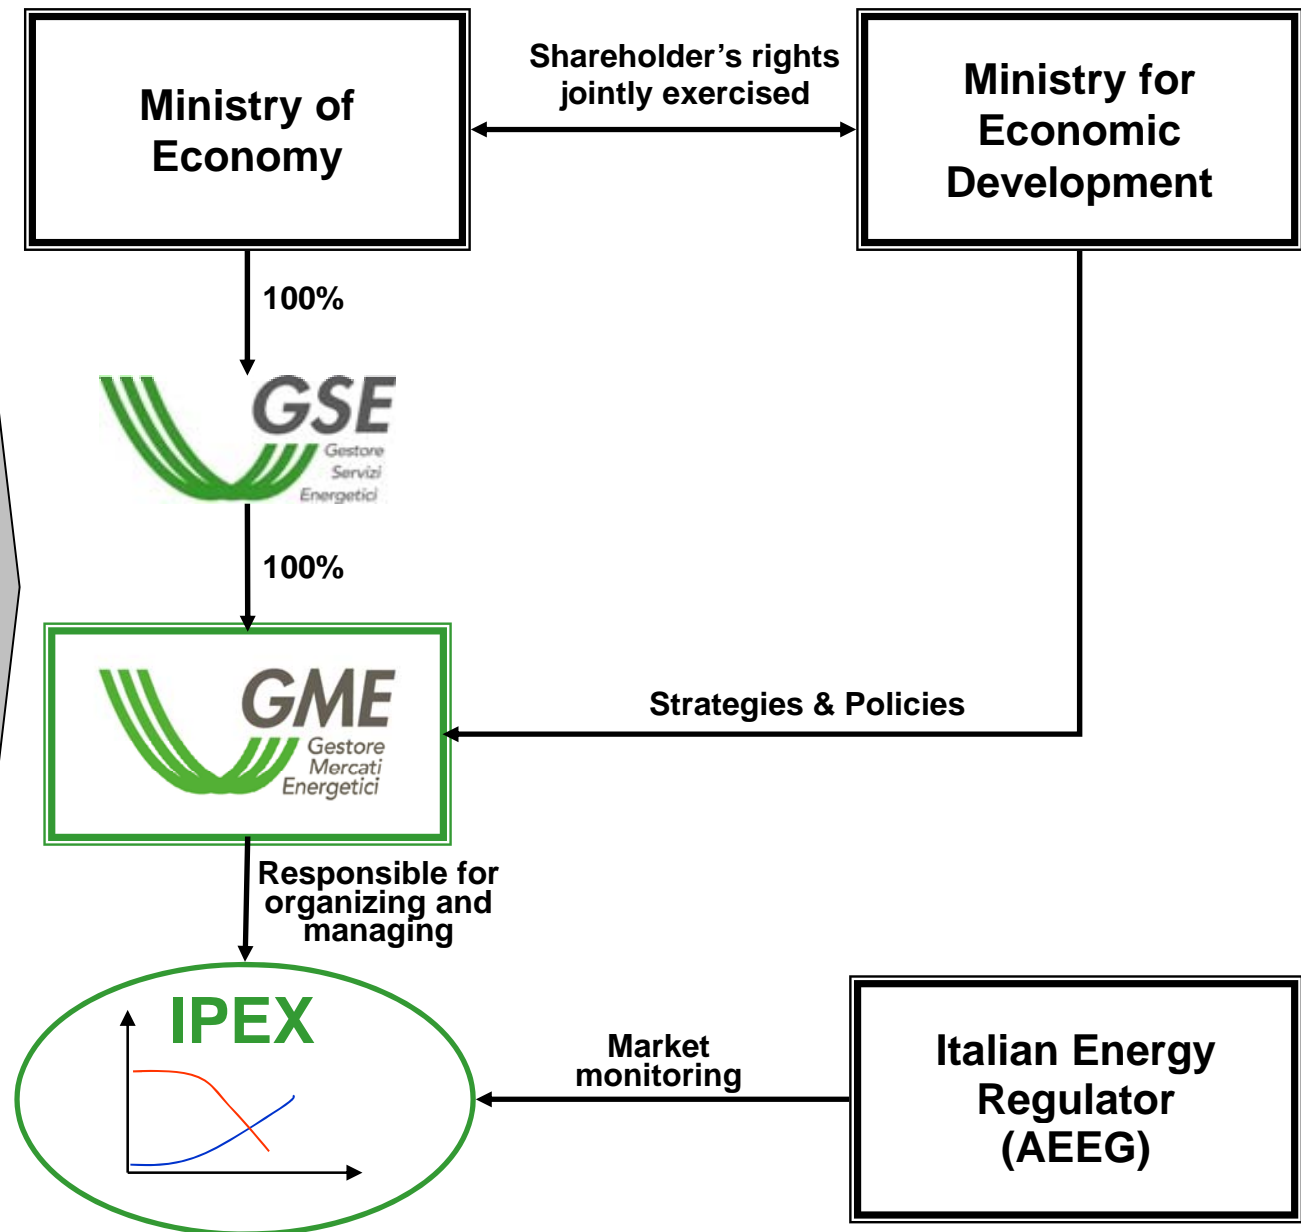 Ministry of
Economy
Shareholder’s rights
jointly exercised
Ministry for
Economic
Development
100%
GSE
Gestore
Servizi
Energetici
100%
GME
Gestore
Mercati
Energetici
Strategies & Policies
Responsible for
organizing and
managing
IPEX
Market
monitoring
Italian Energy
Regulator
(AEEG)